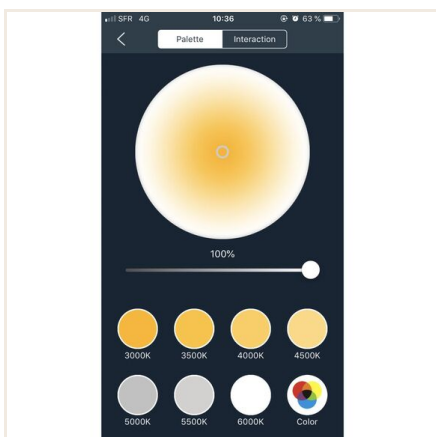 SFR 4G 10:36 63 %
Palette Interaction
100%
3000K 3500K 4000K 4500K
5000K 5500K 6000K Color